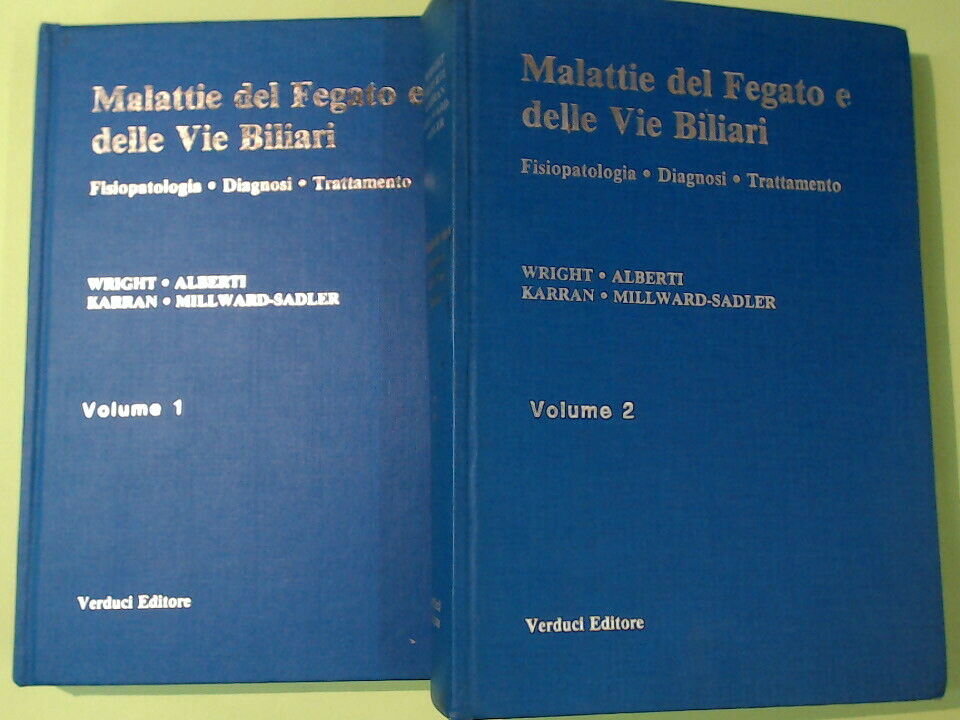 Malattie del Fegato e
delle Vie Biliari
Fisiopatologia • Diagnosi • Trattamento
WRIGHT • ALBERTI
KARRAN • MILLWARD-SADLER
Volume 1
Verduci Editore
Malattie del Fegato e
delle Vie Biliari
Fisiopatologia • Diagnosi • Trattamento
WRIGHT • ALBERTI
KARRAN • MILLWARD-SADLER
Volume 2
Verduci Editore